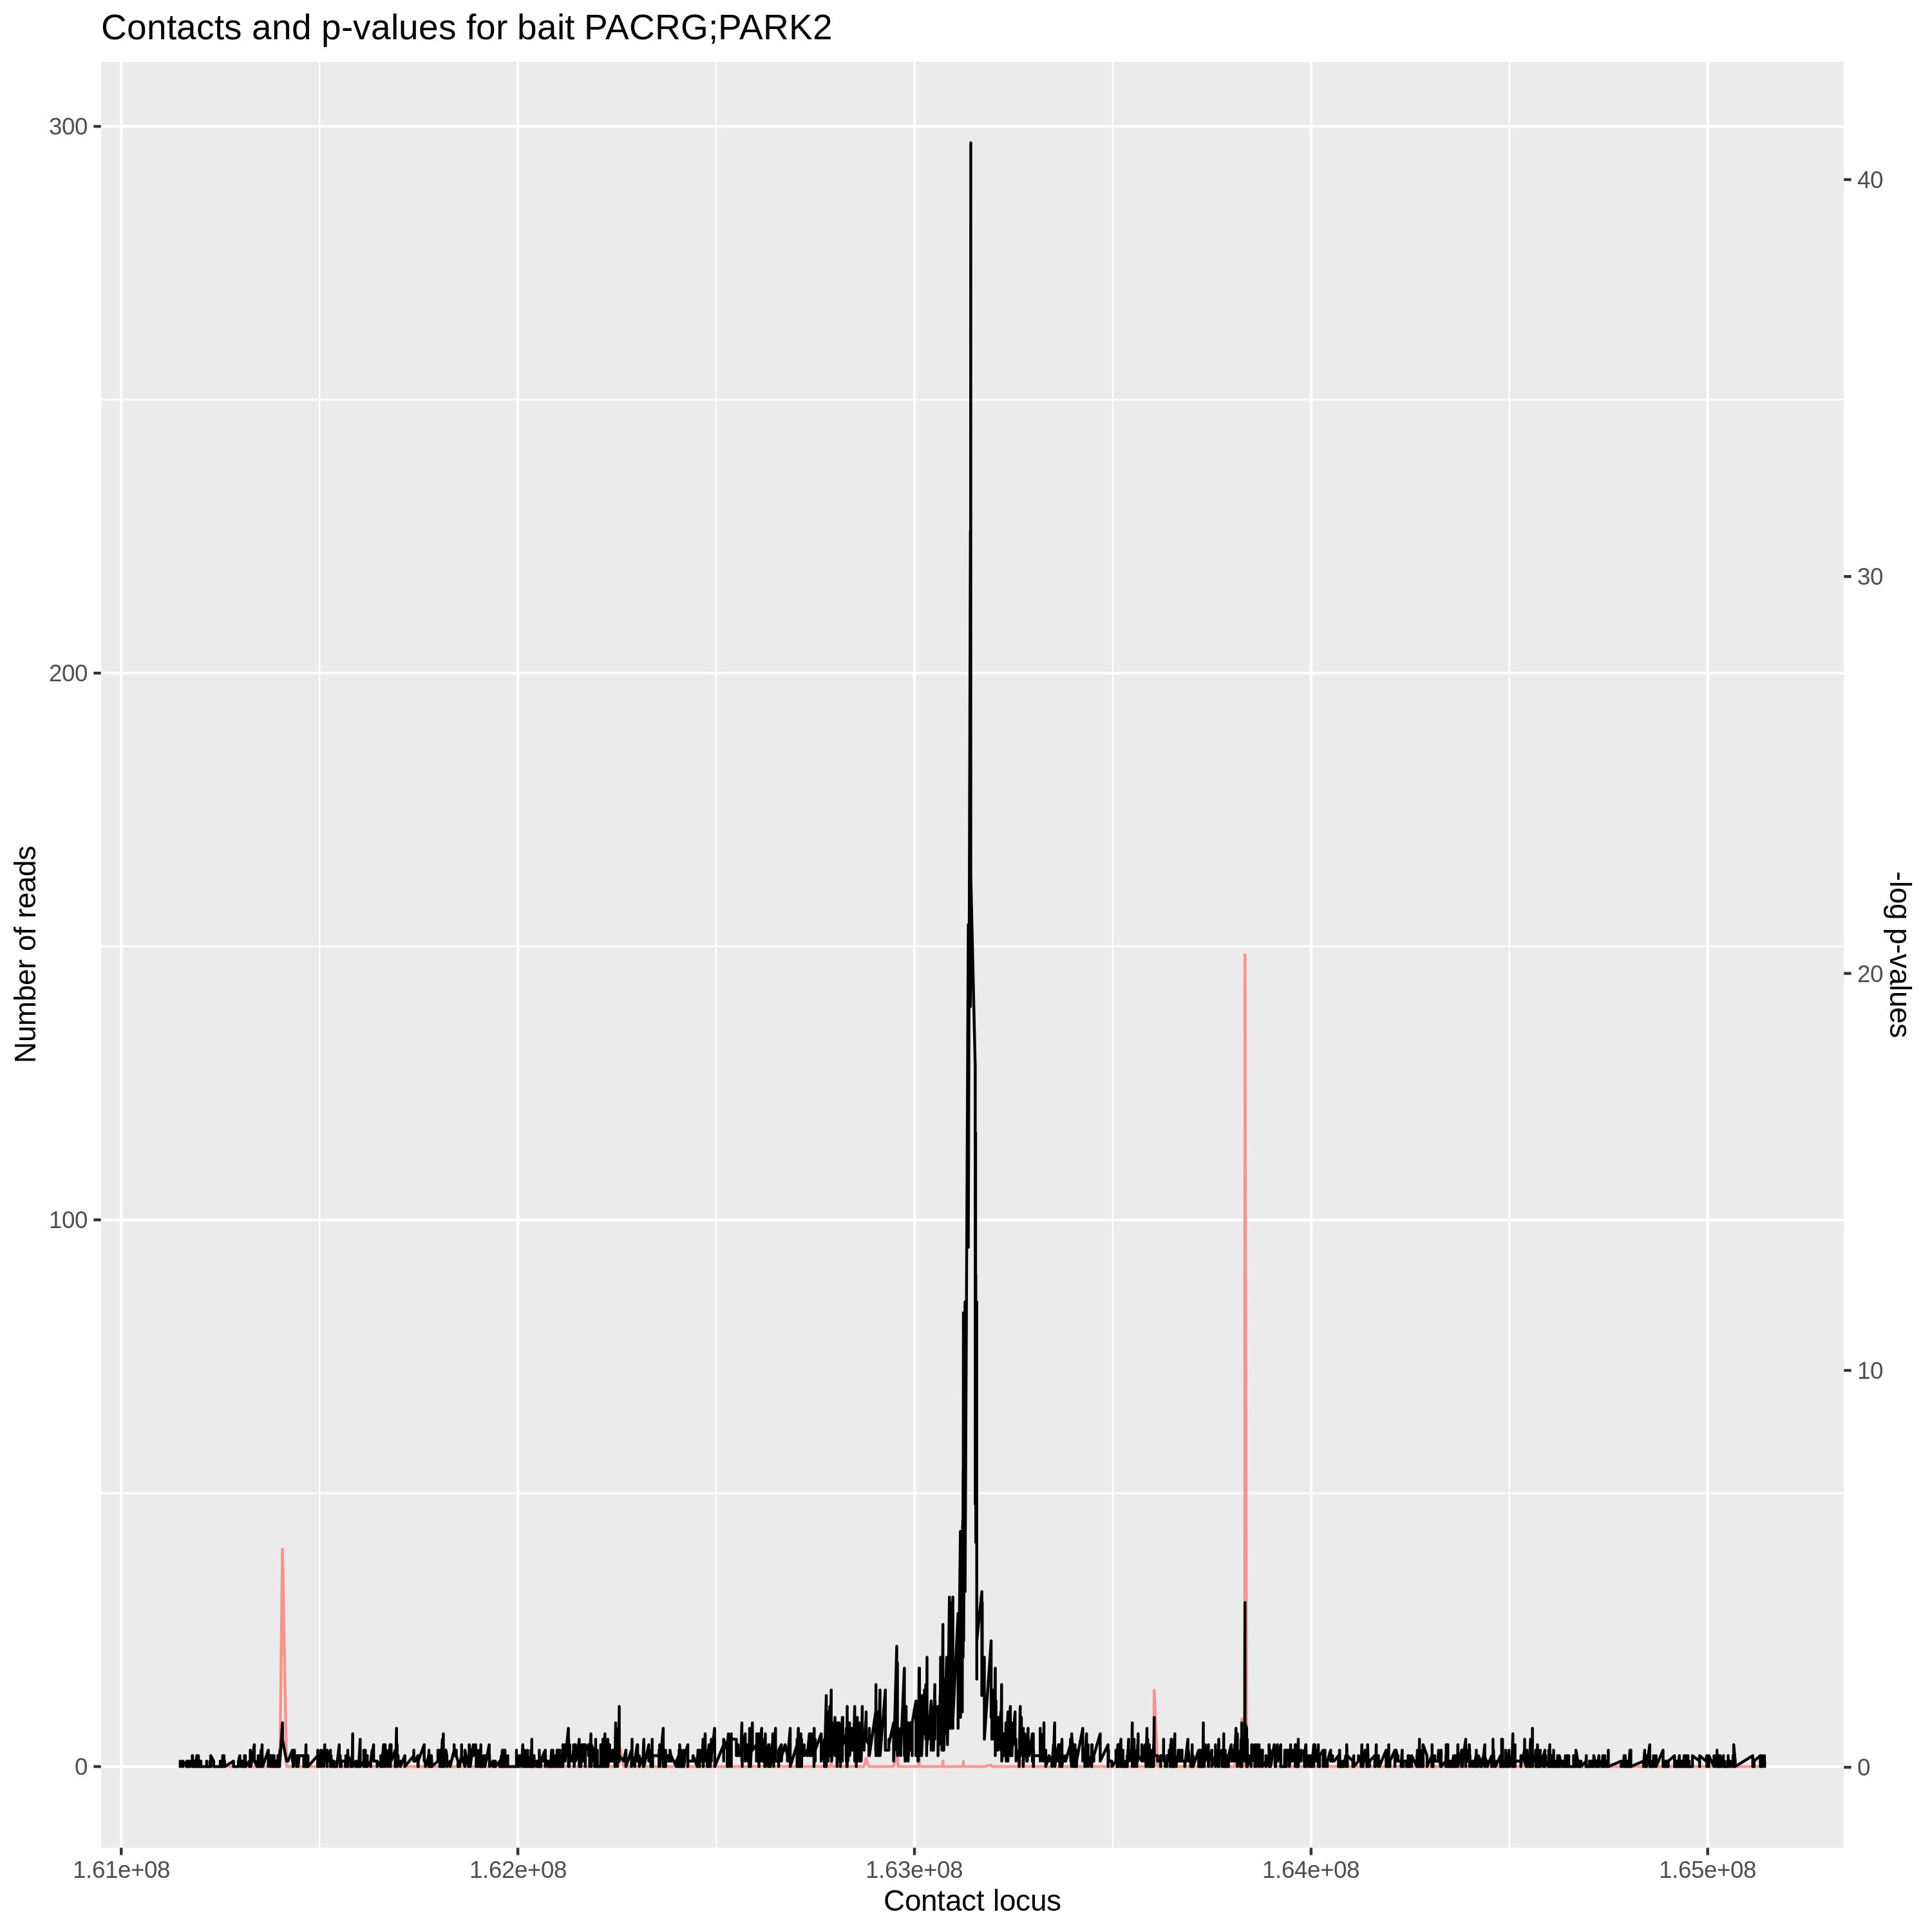 Contacts and p-values for bait PACRG;PARK2
300
200
100
0
Number of reads
40
30
20
10
0
-log p-values
1.61e+08
1.62e+08
1.63e+08
1.64e+08
1.65e+08
Contact locus